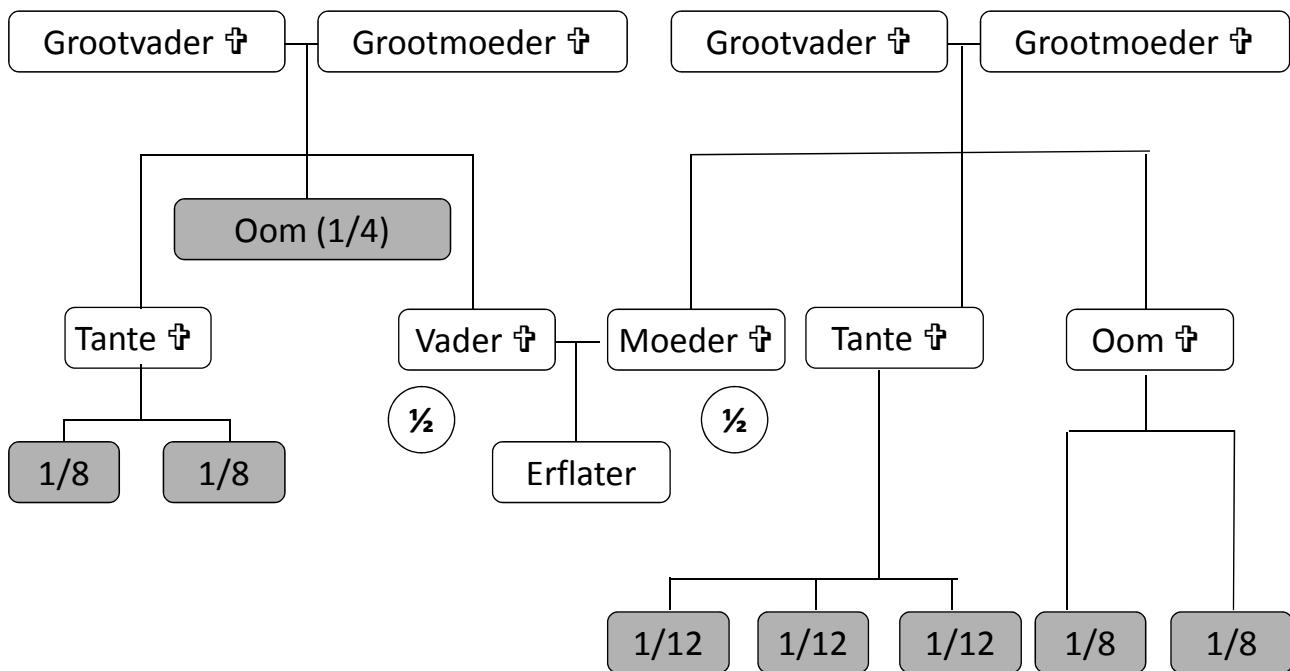 Grootvader ✞
Grootmoeder ✞
Grootvader ✞
Grootmoeder ✞
Oom (1/4)
Tante ✞
Vader ✞
Moeder ✞
Tante ✞
Oom ✞
½
½
1/8
1/8
Erflater
1/12
1/12
1/12
1/8
1/8